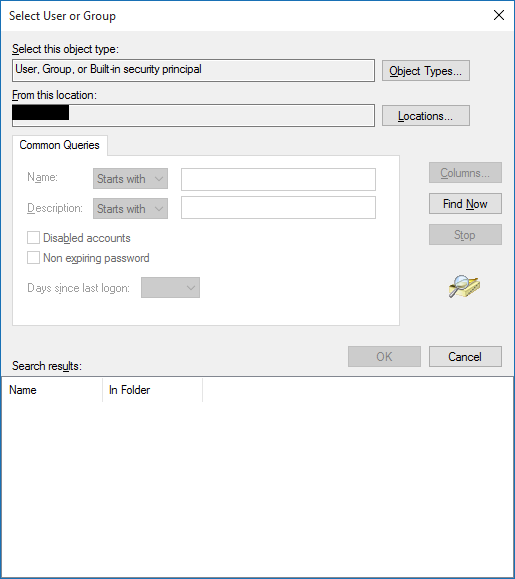 Select User or Group
Select this object type:
User, Group, or Built-in security principal
Object Types...
From this location:
Locations...
Common Queries
Name:
Starts with
Columns...
Description:
Starts with
Find Now
Disabled accounts
Stop
Non expiring password
Days since last logon:
OK
Cancel
Search results:
Name
In Folder